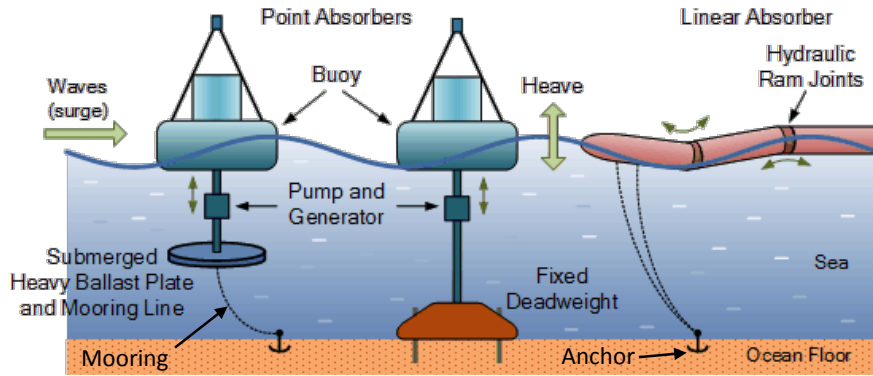 Point Absorbers
Linear Absorber
Waves
(surge)
Buoy
Heave
Hydraulic
Ram Joints
Pump and
Generator
Submerged
Heavy Ballast Plate
and Mooring Line
Fixed
Deadweight
Sea
Mooring
Anchor
Ocean Floor